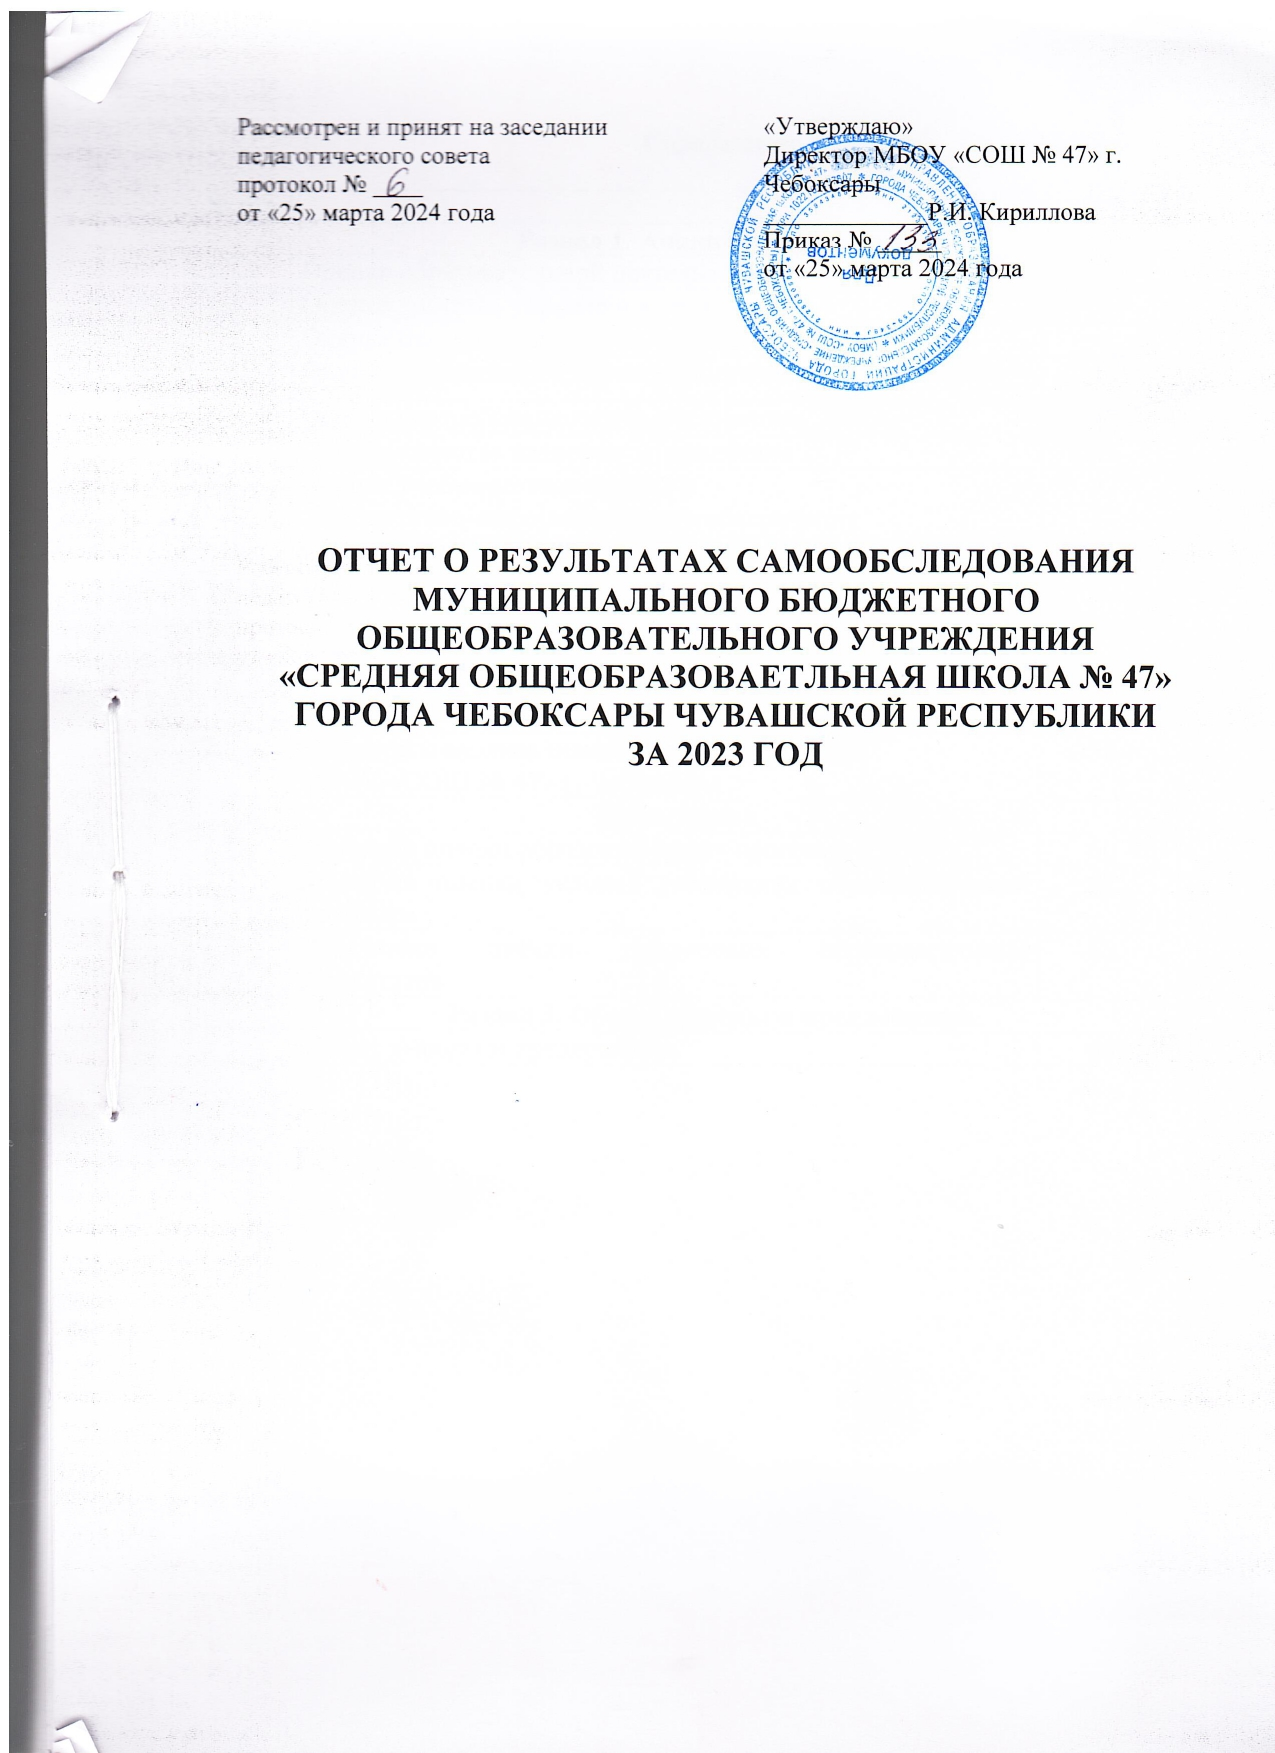 Рассмотрен и принят на заседании
педагогического совета
протокол № 6
от «25» марта 2024 года
«Утверждаю»
Директор МБОУ «СОШ № 47» г.
Чебоксары
Р.И. Кириллова
Приказ № 133
от «25» марта 2024 года
Для
документов
ОТЧЕТ О РЕЗУЛЬТАТАХ САМООБСЛЕДОВАНИЯ
МУНИЦИПАЛЬНОГО БЮДЖЕТНОГО
ОБЩЕОБРАЗОВАТЕЛЬНОГО УЧРЕЖДЕНИЯ
«СРЕДНЯЯ ОБЩЕОБРАЗОВАЕТЛЬНАЯ ШКОЛА № 47»
ГОРОДА ЧЕБОКСАРЫ ЧУВАШСКОЙ РЕСПУБЛИКИ
ЗА 2023 ГОД